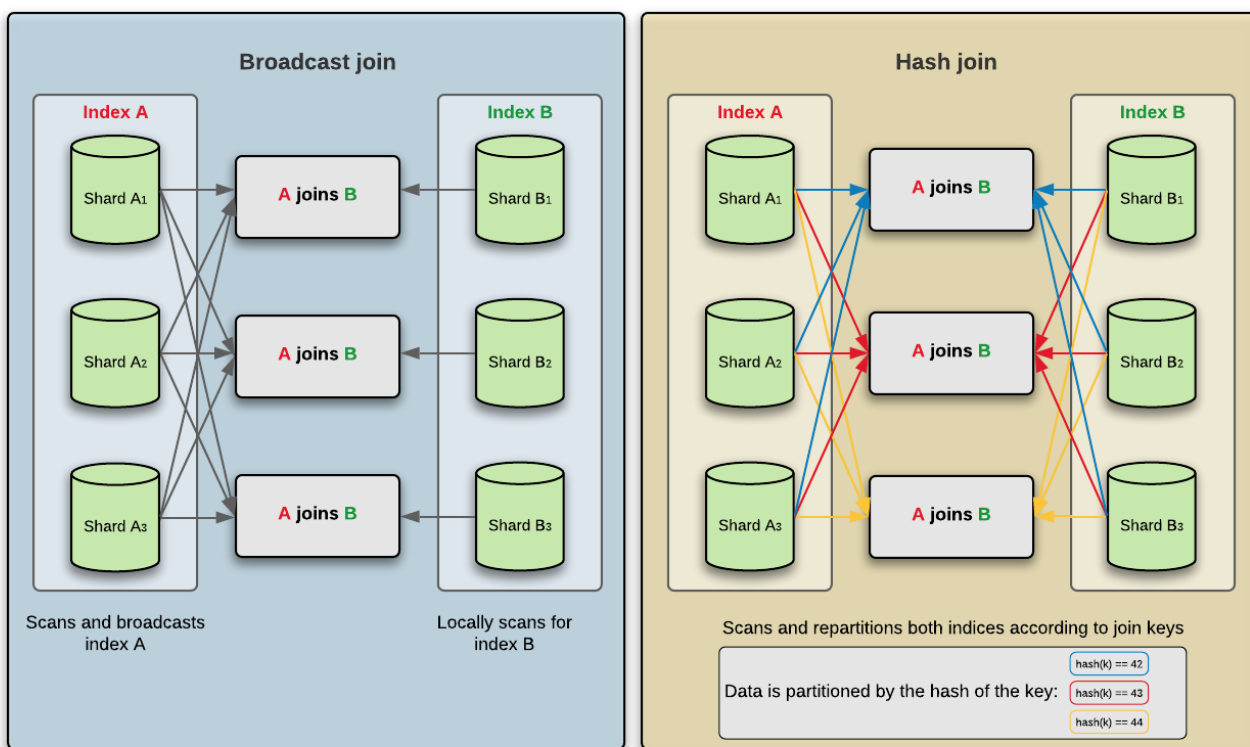 Broadcast join
Index A
Index B
Shard A1
A joins B
Shard B1
Shard A2
A joins B
Shard B2
Shard A3
A joins B
Shard B3
Scans and broadcasts
index A
Locally scans for
index B
Hash join
Index A
Index B
Shard A1
A joins B
Shard B1
Shard A2
A joins B
Shard B2
Shard A3
A joins B
Shard B3
Scans and repartitions both indices according to join keys
Data is partitioned by the hash of the key:
hash(k) == 42
hash(k) == 43
hash(k) == 44